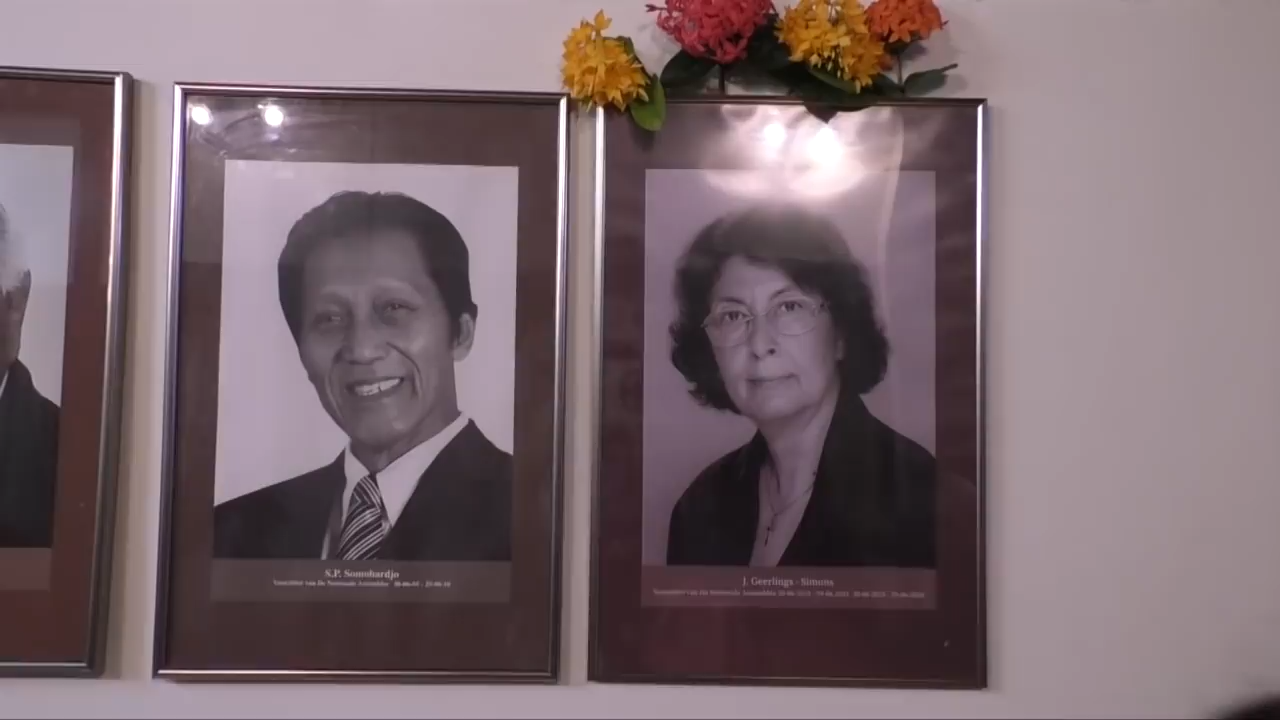 S.P. Somohardjo
Voorzitter van De Nationale Assemblée
J. Geerlings - Simons
Voorzitter van De Nationale Assemblée